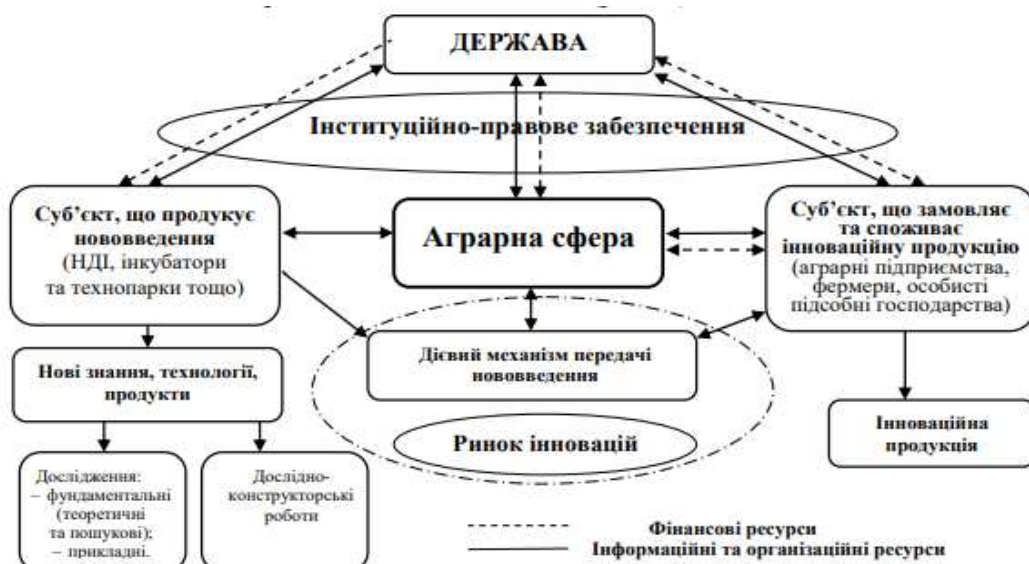 ДЕРЖАВА
Інституційно-правове забезпечення
Суб’єкт, що продукує
нововведення
(НДІ, інкубатори
та технопарки тощо)
Аграрна сфера
Суб’єкт, що замовляє
та споживає
інноваційну продукцію
(аграрні підприємства,
фермери, особисті
підсобні господарства)
Нові знання, технології,
продукти
Дієвий механізм передачі
нововведення
Ринок інновацій
Інноваційна
продукція
Дослідження:
– фундаментальні
(теоретичні
та пошукові);
– прикладні.
Дослідно-
конструкторські
роботи
Фінансові ресурси
Інформаційні та організаційні ресурси